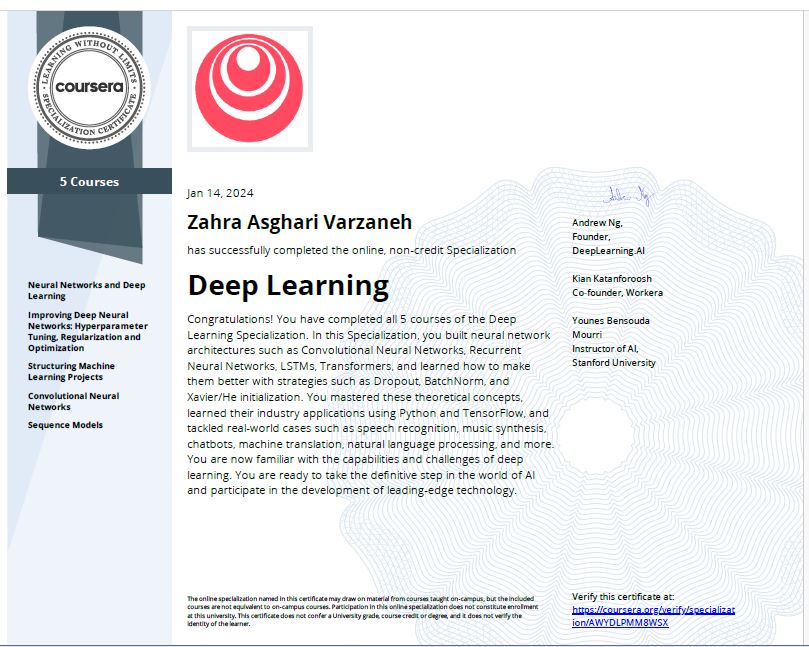 LEARNING WITHOUT LIMITS
coursera
SPECIALIZATION CERTIFICATE
5 Courses
Neural Networks and Deep
Learning
Improving Deep Neural
Networks: Hyperparameter
Tuning, Regularization and
Optimization
Structuring Machine
Learning Projects
Convolutional Neural
Networks
Sequence Models
Jan 14, 2024
Zahra Asghari Varzaneh
has successfully completed the online, non-credit Specialization
Deep Learning
Congratulations! You have completed all 5 courses of the Deep
Learning Specialization. In this Specialization, you built neural network
architectures such as Convolutional Neural Networks, Recurrent
Neural Networks, LSTMs, Transformers, and learned how to make
them better with strategies such as Dropout, BatchNorm, and
Xavier/He initialization. You mastered these theoretical concepts,
learned their industry applications using Python and TensorFlow, and
tackled real-world cases such as speech recognition, music synthesis,
chatbots, machine translation, natural language processing, and more.
You are now familiar with the capabilities and challenges of deep
learning. You are ready to take the definitive step in the world of AI
and participate in the development of leading-edge technology.
Andrew Ng,
Founder,
DeepLearning.AI
Kian Katanforoosh
Co-founder, Workera
Younes Bensouda
Mourri
Instructor of AI,
Stanford University
The online specialization named in this certificate may draw on material from courses taught on-campus, but the included
courses are not equivalent to on-campus courses. Participation in this online specialization does not constitute enrollment
at this university. This certificate does not confer a University grade, course credit or degree, and it does not verify the
identity of the learner.
Verify this certificate at:
https://coursera.org/verify/specializat
ion/AWYDLPMM8WSX